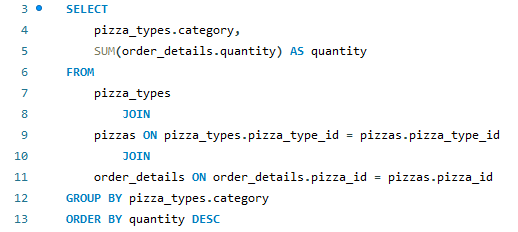 3 SELECT
4 pizza_types.category,
5 SUM(order_details.quantity) AS quantity
6 FROM
7 pizza_types
8 JOIN
9 pizzas ON pizza_types.pizza_type_id = pizzas.pizza_type_id
10 JOIN
11 order_details ON order_details.pizza_id = pizzas.pizza_id
12 GROUP BY pizza_types.category
13 ORDER BY quantity DESC